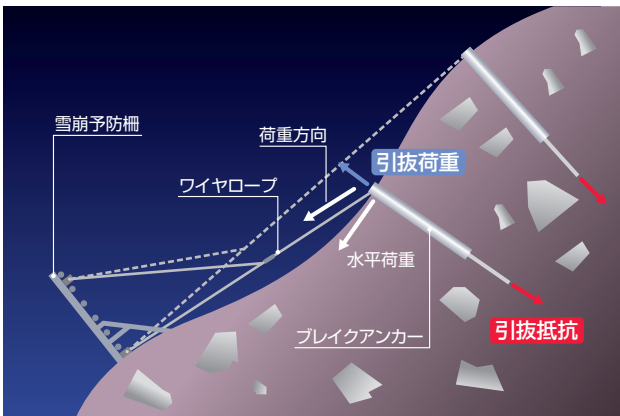 雪崩予防柵
荷重方向
引抜荷重
ワイヤロープ
水平荷重
ブレイクアンカー
引抜抵抗